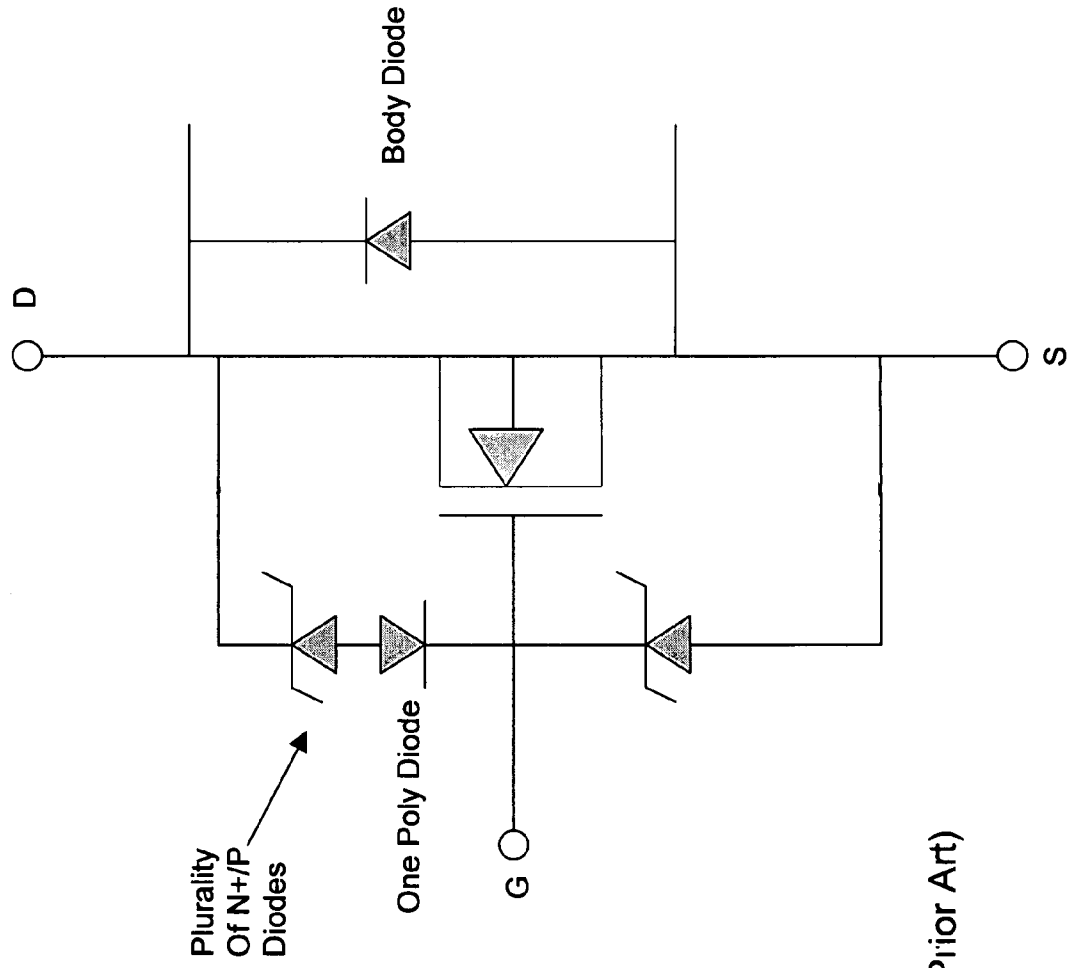 D
Body Diode
Plurality
Of N+/P
Diodes
One Poly Diode
G
S
Prior Art)